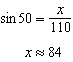 sin 50 = x/110
x ≈ 84